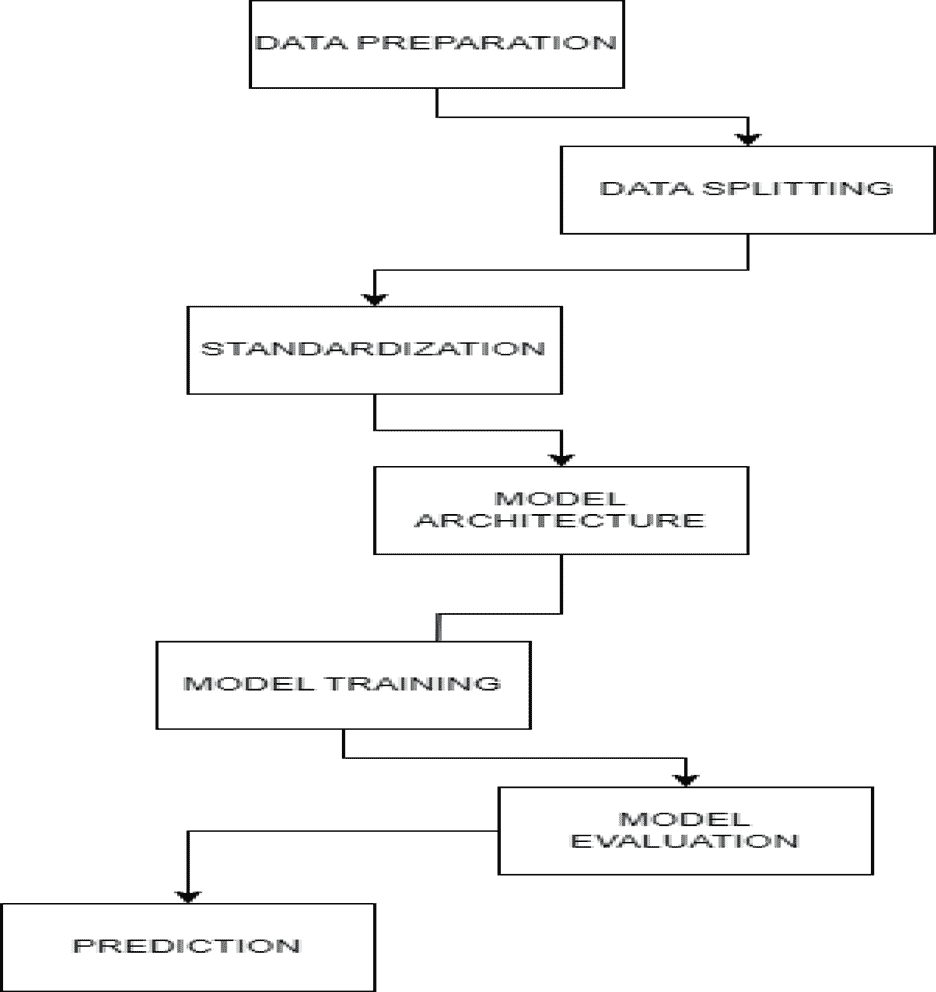 DATA PREPARATION
DATA SPLITTING
STANDARDIZATION
MODEL
ARCHITECTURE
MODEL TRAINING
MODEL
EVALUATION
PREDICTION